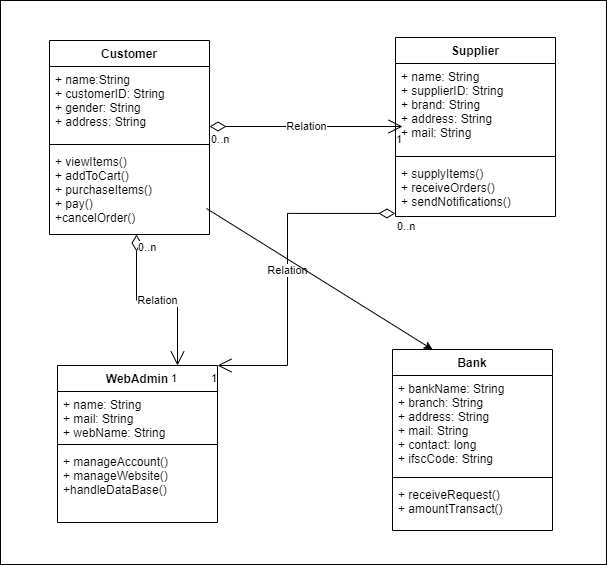 Customer
+ name:String
+ customerID: String
+ gender: String
+ address: String
+ viewItems()
+ addToCart()
+ purchaseItems()
+ pay()
+cancelOrder()
0..n
Relation
1
Supplier
+ name: String
+ supplierID: String
+ brand: String
+ address: String
+ mail: String
+ supplyItems()
+ receiveOrders()
+ sendNotifications()
0..n
0..n
Relation
Relation
WebAdmin
1
1
+ name: String
+ mail: String
+ webName: String
+ manageAccount()
+ manageWebsite()
+handleDataBase()
Bank
+ bankName: String
+ branch: String
+ address: String
+ mail: String
+ contact: long
+ ifscCode: String
+ receiveRequest()
+ amountTransact()